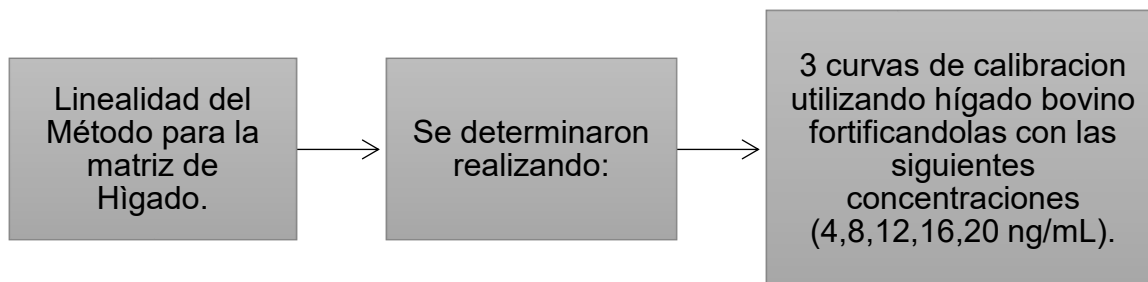 Linealidad del
Método para la
matriz de
Hìgado.
Se determinaron
realizando:
3 curvas de calibracion
utilizando hígado bovino
fortificandolas con las
siguientes
concentraciones
(4,8,12,16,20 ng/mL).